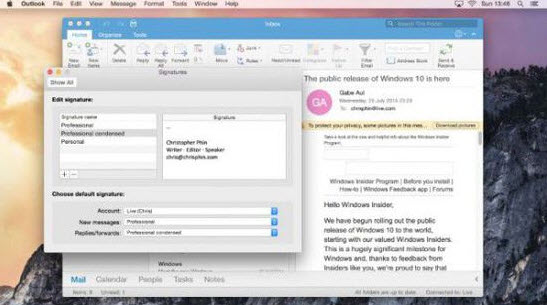 Outlook File Edit View Message Format Tools Window Help
Sun 13:48
Inbox
Search This Folder
Home Organise Tools
New Email
New Items
Delete
Reply
Reply All
Forward
Move
Junk
Rules
Read/Unread
Categorise
Follow Up
Filter Email
Find a Contact
Address Book
Send & Receive
Signatures
Show All
Edit signature:
Signature name
Professional
Professional condensed
Personal
Signature
--
Christopher Phin
Writer · Editor · Speaker
chris@chrisphin.com
Choose default signature:
Account: Live (Chris)
New messages: Professional
Replies/forwards: Professional condensed
The public release of Windows 10 is here
GA
Gabe Aul
To
chrisphin@live.com
To protect your privacy, some pictures in this mes...
Download pictures
Take a look at the new and helpful info about the Windows Insider
Program.
Windows Insider Program | Before you install |
How-to | Windows Feedback app | Forums
Hello Windows Insider,
We have begun rolling out the public
release of Windows 10 to the world,
starting with our valued Windows Insiders.
This is a hugely significant milestone for
Windows and, thanks to feedback from
Insiders like you, we're proud to say that
Windows
Mail Calendar People Tasks Notes
Items: 8 Unread: 1
All folders are up to date. Connected to: Live